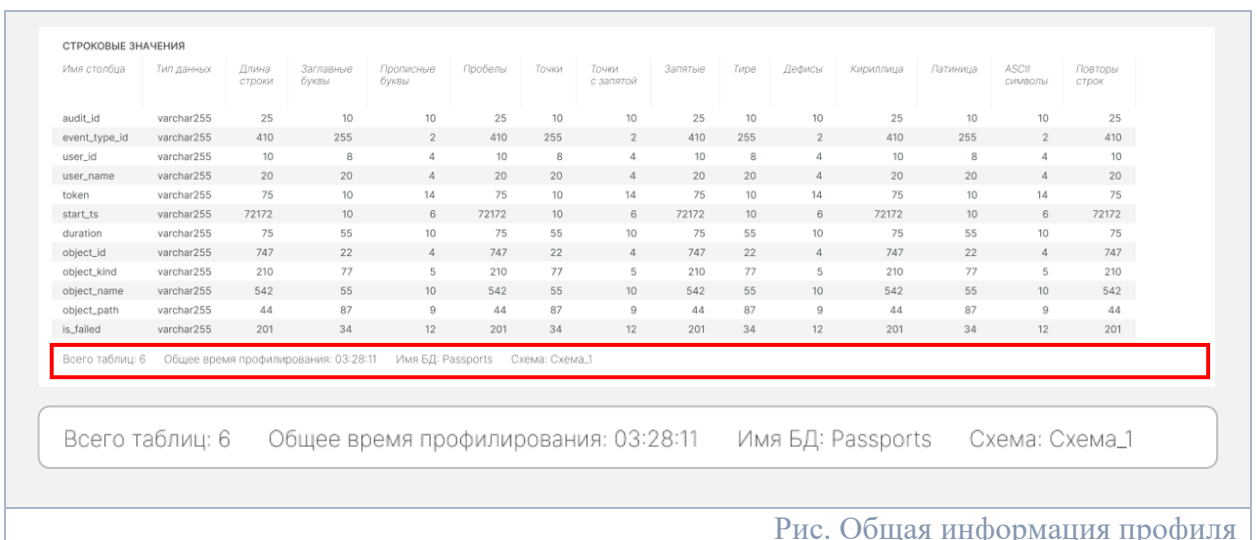 СТРОКОВЫЕ ЗНАЧЕНИЯ
Имя столбца Тип данных Длина строки Заглавные буквы Прописные буквы Пробелы Точки Точки с запятой Запятые Тире Дефисы Кириллица Латиница ASCII символы Повторы строк
audit_id varchar255 25 10 10 25 10 10 25 10 10 25 10 10 25
event_type_id varchar255 410 255 2 410 255 2 410 255 2 410 255 2 410
user_id varchar255 10 8 4 10 8 4 10 8 4 10 8 4 10
user_name varchar255 20 20 4 20 20 4 20 20 4 20 20 4 20
token varchar255 75 10 14 75 10 14 75 10 14 75 10 14 75
start_ts varchar255 72172 10 6 72172 10 6 72172 10 6 72172 10 6 72172
duration varchar255 75 55 10 75 55 10 75 55 10 75 55 10 75
object_id varchar255 747 22 4 747 22 4 747 22 4 747 22 4 747
object_kind varchar255 210 77 5 210 77 5 210 77 5 210 77 5 210
object_name varchar255 542 55 10 542 55 10 542 55 10 542 55 10 542
object_path varchar255 44 87 9 44 87 9 44 87 9 44 87 9 44
is_failed varchar255 201 34 12 201 34 12 201 34 12 201 34 12 201
Всего таблиц: 6 Общее время профилирования: 03:28:11 Имя БД: Passports Схема: Схема_1
Всего таблиц: 6 Общее время профилирования: 03:28:11 Имя БД: Passports Схема: Схема_1
Рис. Общая информация профиля